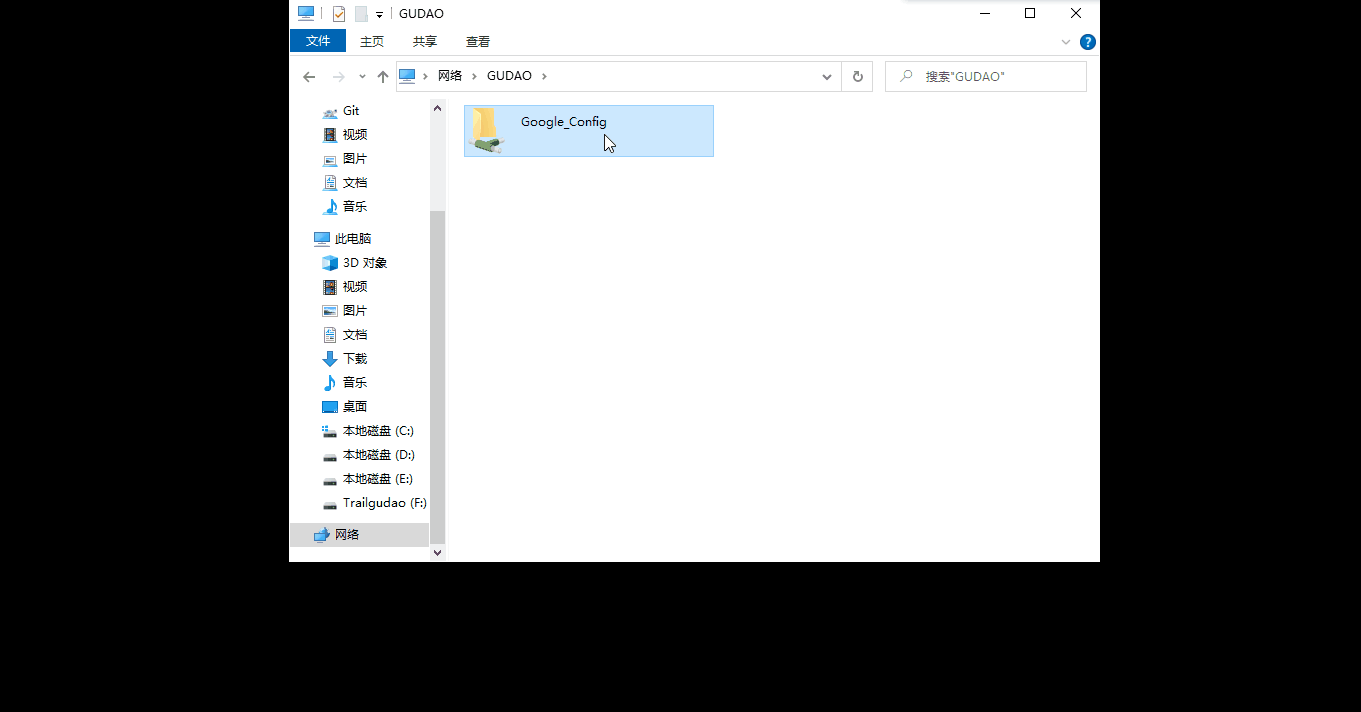 GUDAO
文件 主页 共享 查看
网络 GUDAO 搜索"GUDAO"
Git
视频
图片
文档
音乐
此电脑
3D 对象
视频
图片
文档
下载
音乐
桌面
本地磁盘 (C:)
本地磁盘 (D:)
本地磁盘 (E:)
Trailgudao (F:)
网络
Google_Config